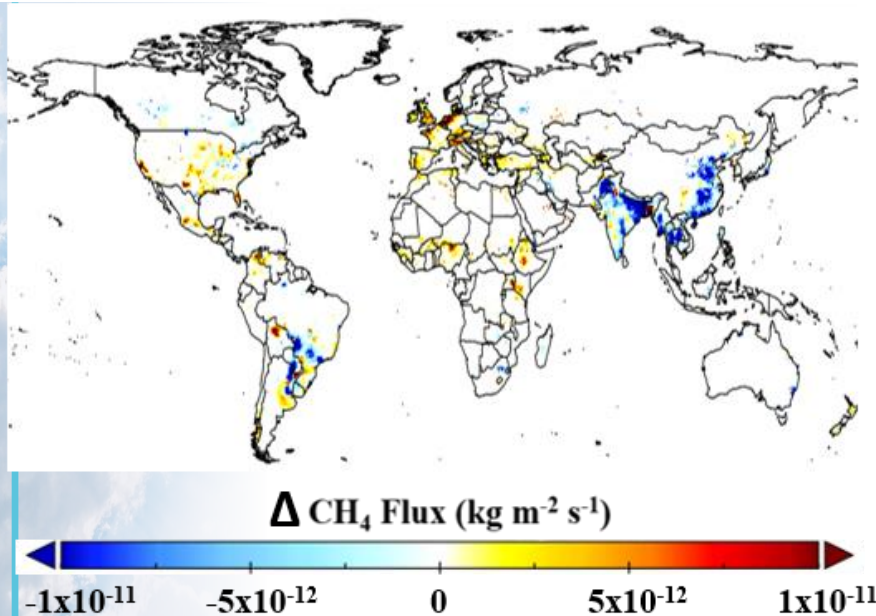 Δ CH₄ Flux (kg m⁻² s⁻¹)
-1x10⁻¹¹ -5x10⁻¹² 0 5x10⁻¹² 1x10⁻¹¹